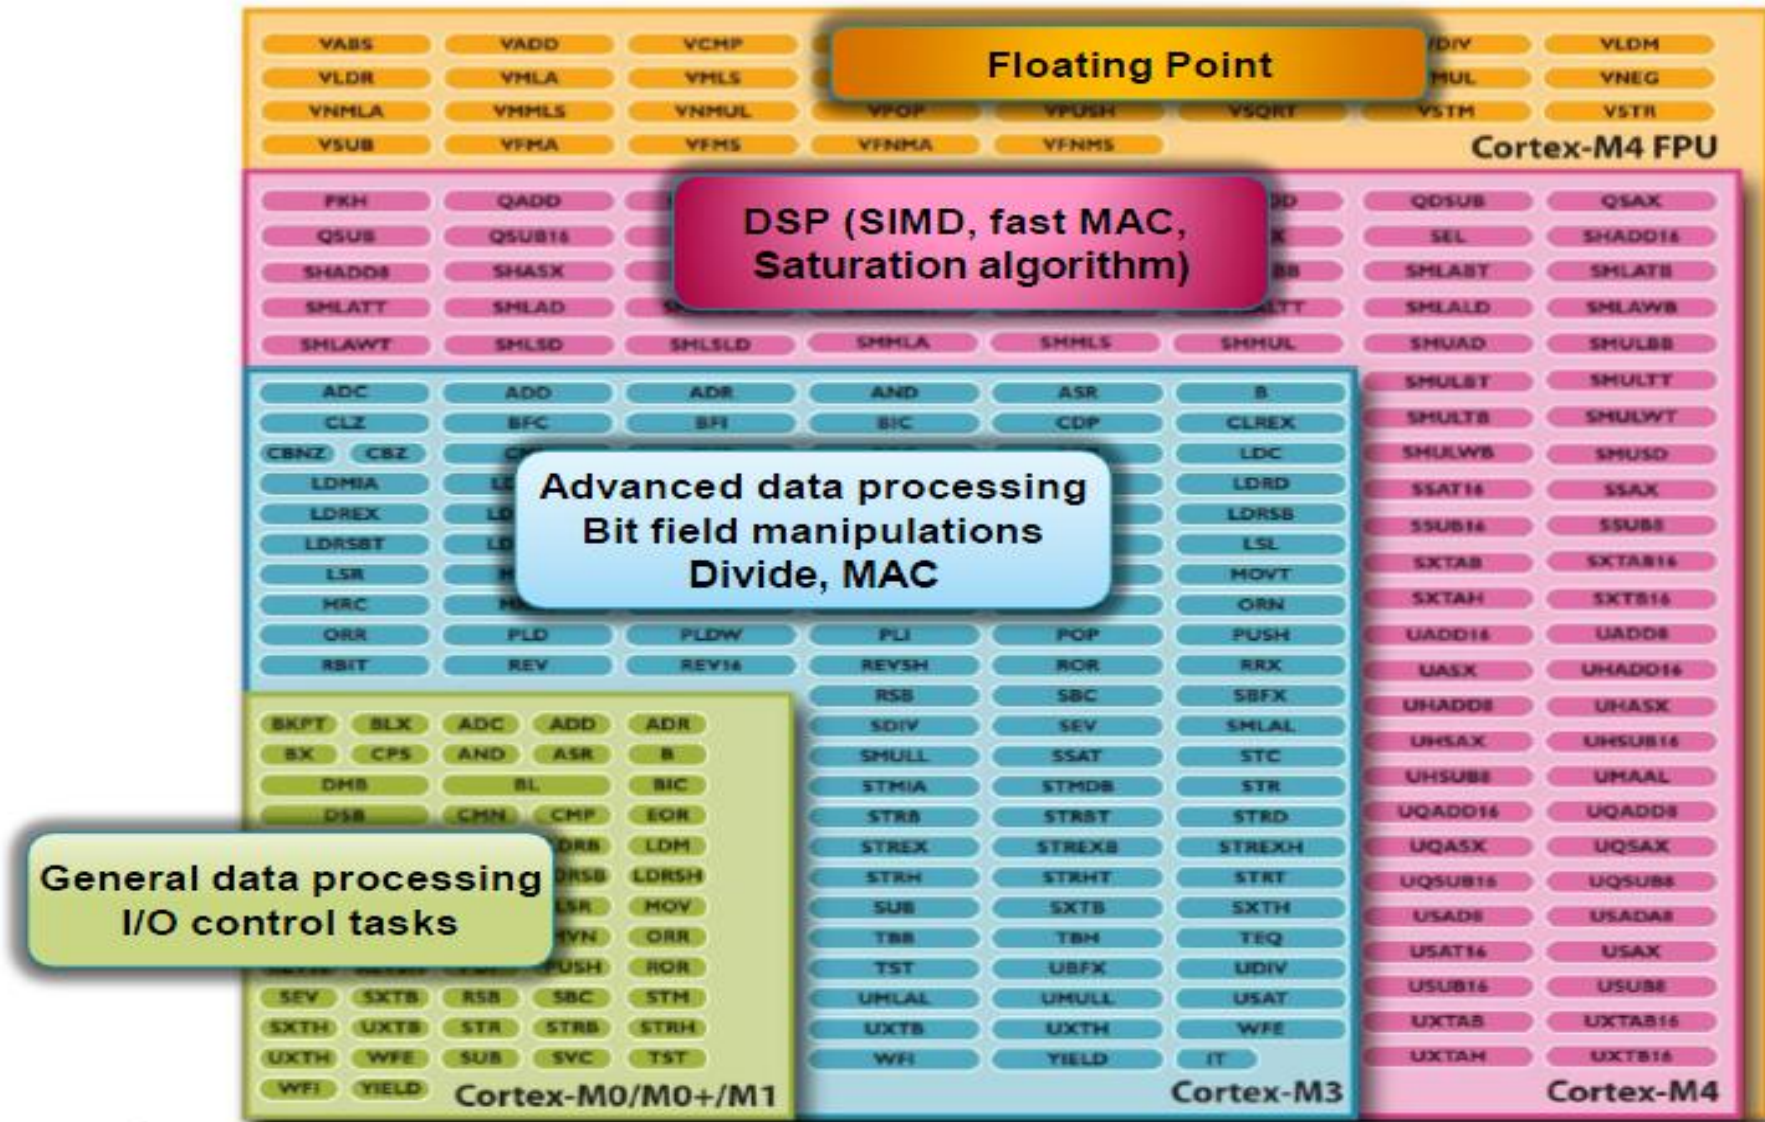 VABS VADD VCMP VDIV VLDM
Floating Point
VLDR VMLA VMLS MUL VNEG
VNMLA VMMLS VNMUL VPOP VPUSH VSQRT VSTM VSTR
VSUB VFMA VFMS VFNMA VFNMS
Cortex-M4 FPU
PKH QADD QDSUB QSAX
DSP (SIMD, fast MAC,
Saturation algorithm)
QSUB QSUB16 SEL SHADD16
SHADD8 SHASX SMLABT SMLATB
SMLATT SMLAD SMLALD SMLAWB
SMLAWT SMLSD SMLSLD SMMLA SMMLS SMMUL SMUAD SMULBB
ADC ADD ADR AND ASR B
SMULBT SMULTT
CLZ BFC BFI BIC CDP CLREX
SMULTB SMULWT
CBNZ CBZ LDC
SMULWB SMUSD
Advanced data processing
Bit field manipulations
Divide, MAC
LDMIA LDRD
SSAT16 SSAX
LDREX LDRSB
SSUB16 SSUB8
LDRSBT LSL
SXTAB SXTAB16
LSR MOVT
SXTAH SXTB16
MRC ORN
ORR PLD PLDW PLI POP PUSH
UADD16 UADD8
RBIT REV REV16 REVSH ROR RRX
UASX UHADD16
RSB SBC SBFX
UHADD8 UHASX
BKPT BLX ADC ADD ADR
SDIV SEV SMLAL
UHSAX UHSUB16
BX CPS AND ASR B
SMULL SSAT STC
UHSUB8 UMAAL
DMB BL BIC
STMIA STMDB STR
UQADD16 UQADD8
DSB CMN CMP EOR
STRB STRBT STRD
UQASX UQSAX
General data processing
I/O control tasks
LDM
STREX STREXB STREXH
LDRSH
STRH STRHT STRT
UQSUB16 UQSUB8
MOV
SUB SXTB SXTH
USAD8 USADA8
ORR
TBB TBH TEQ
USAT16 USAX
PUSH ROR
TST UBFX UDIV
USUB16 USUB8
SEV SXTB RSB SBC STM
UMLAL UMULL USAT
SXTH UXTB STR STRB STRH
UXTB UXTH WFE
UXTAB UXTAB16
UXTH WFE SUB SVC TST
WFI YIELD IT
UXTAH UXTB16
WFI YIELD
Cortex-M0/M0+/M1
Cortex-M3
Cortex-M4